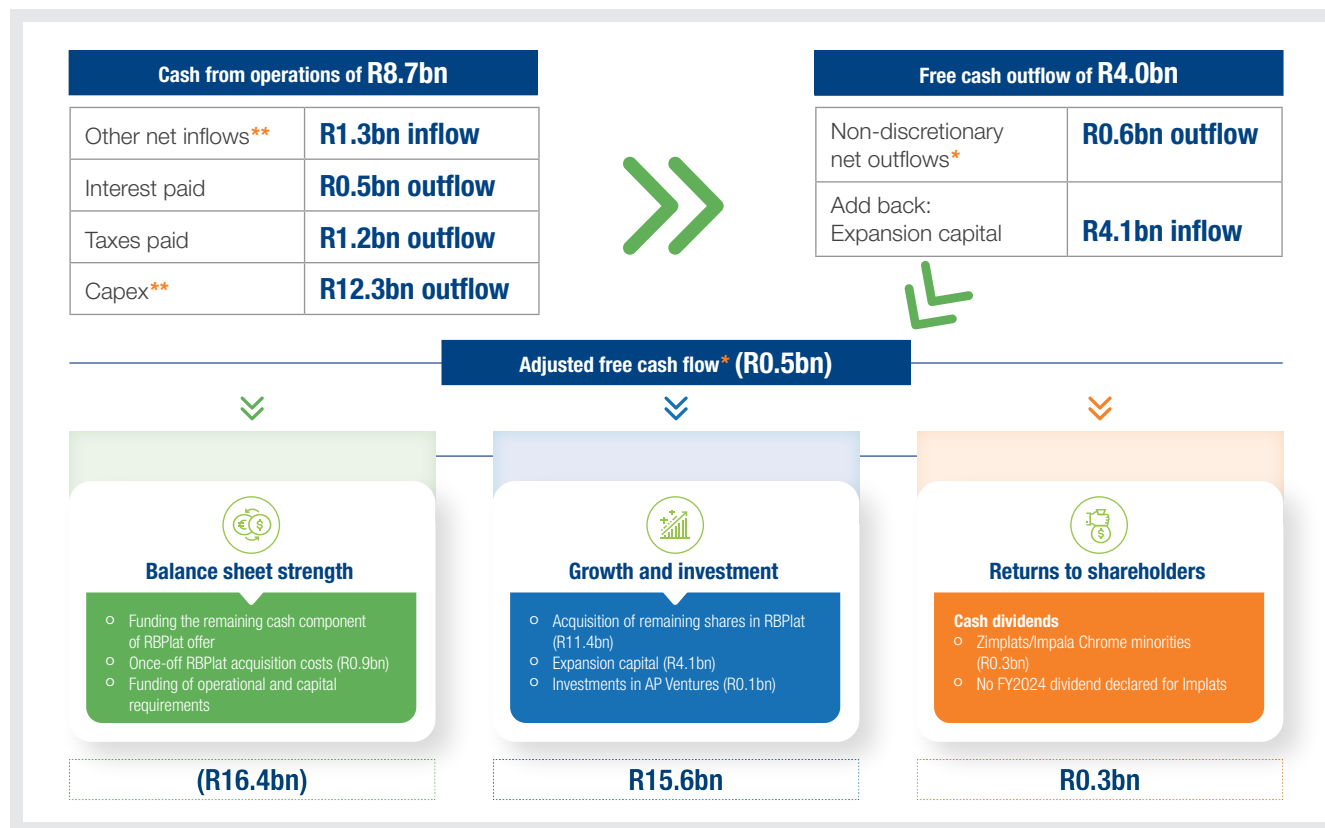 Cash from operations of R8.7bn
Other net inflows** R1.3bn inflow
Interest paid R0.5bn outflow
Taxes paid R1.2bn outflow
Capex** R12.3bn outflow
Free cash outflow of R4.0bn
Non-discretionary
net outflows* R0.6bn outflow
Add back:
Expansion capital R4.1bn inflow
Adjusted free cash flow* (R0.5bn)
Balance sheet strength
Funding the remaining cash component
of RBPlat offer
Once-off RBPlat acquisition costs (R0.9bn)
Funding of operational and capital
requirements
(R16.4bn)
Growth and investment
Acquisition of remaining shares in RBPlat
(R11.4bn)
Expansion capital (R4.1bn)
Investments in AP Ventures (R0.1bn)
R15.6bn
Returns to shareholders
Cash dividends
Zimplats/Impala Chrome minorities
(R0.3bn)
No FY2024 dividend declared for Implats
R0.3bn